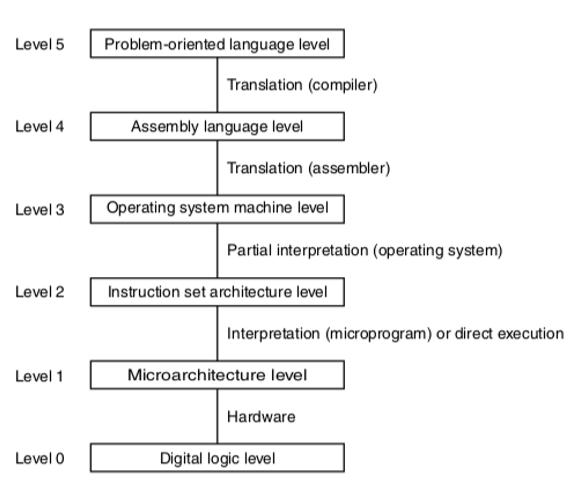 Level 5
Problem-oriented language level
Translation (compiler)
Level 4
Assembly language level
Translation (assembler)
Level 3
Operating system machine level
Partial interpretation (operating system)
Level 2
Instruction set architecture level
Interpretation (microprogram) or direct execution
Level 1
Microarchitecture level
Hardware
Level 0
Digital logic level